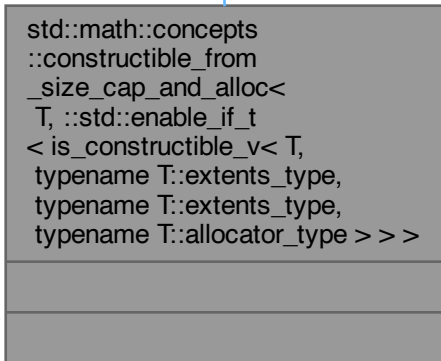 std::math::concepts
::constructible_from
_size_cap_and_alloc<
T, ::std::enable_if_t
< is_constructible_v< T,
typename T::extents_type,
typename T::extents_type,
typename T::allocator_type > > >